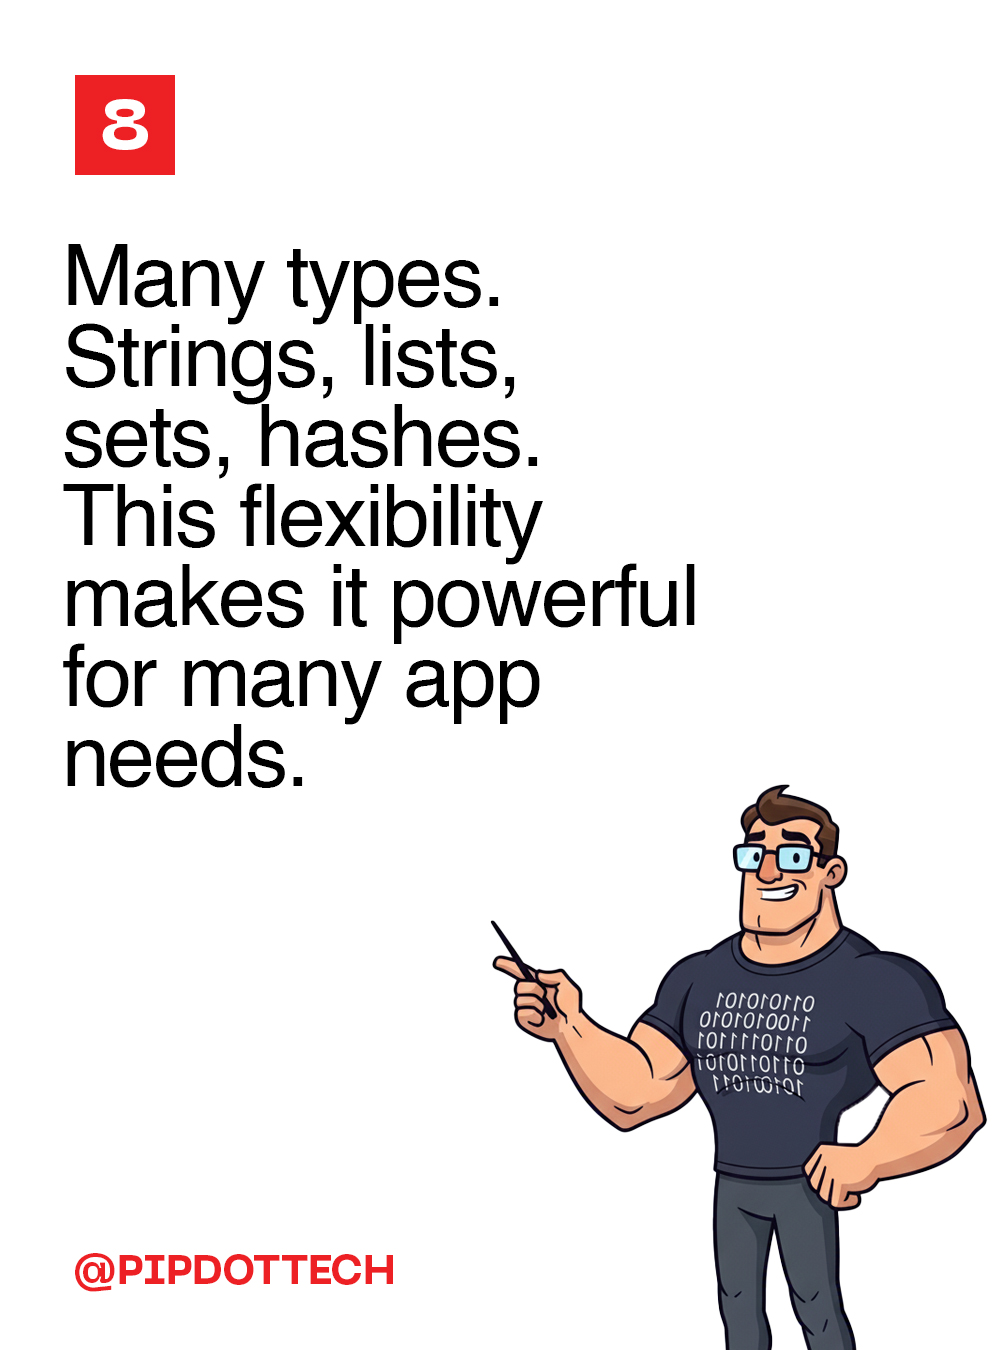 8
Many types.
Strings, lists,
sets, hashes.
This flexibility
makes it powerful
for many app
needs.
@PIPDOTTECH